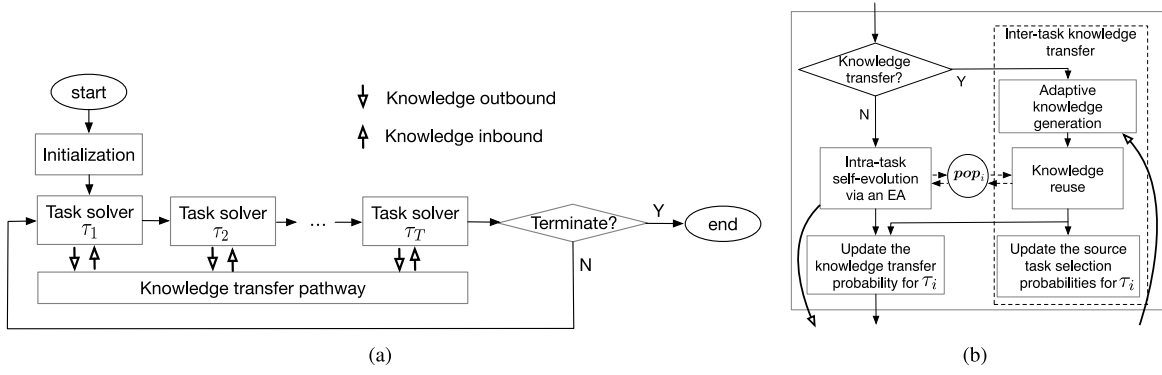 start
Initialization
Knowledge outbound
Knowledge inbound
Task solver
τ1
Task solver
τ2
...
Task solver
τT
Terminate?
Y
end
N
Knowledge transfer pathway
(a)
Knowledge
transfer?
Y
N
Inter-task knowledge
transfer
Adaptive
knowledge
generation
Intra-task
self-evolution
via an EA
popi
Knowledge
reuse
Update the
knowledge transfer
probability for τi
Update the source
task selection
probabilities for τi
(b)